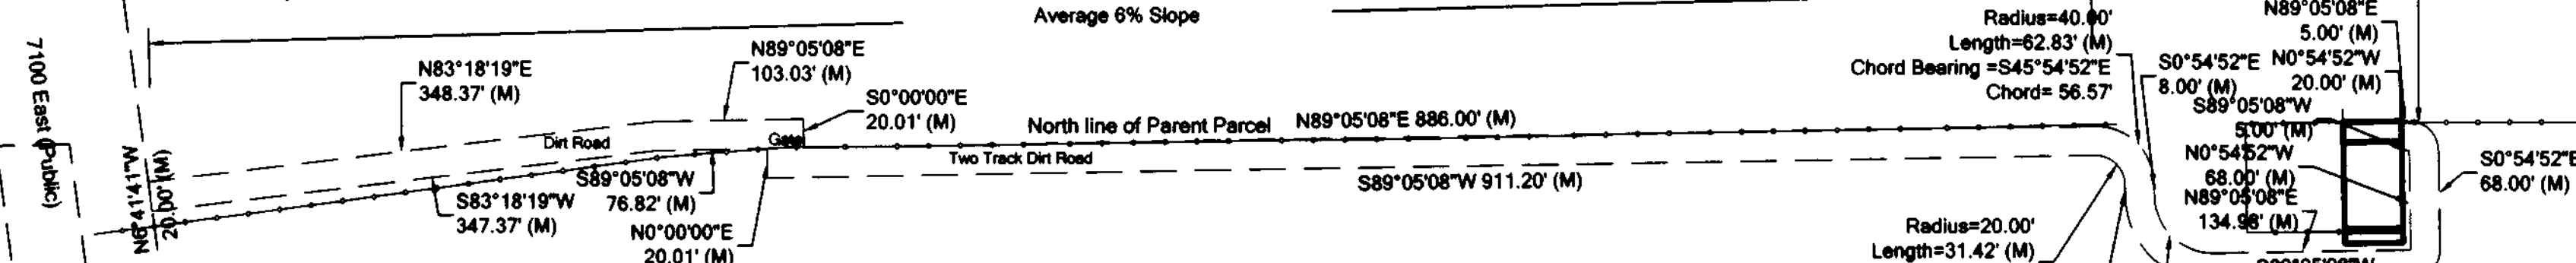 Average 6% Slope
7100 East (Public)
N6°41'41"W
20.00' (M)
N83°18'19"E
348.37' (M)
N89°05'08"E
103.03' (M)
S0°00'00"E
20.01' (M)
Dirt Road
Gate
North line of Parent Parcel
N89°05'08"E 886.00' (M)
Two Track Dirt Road
S89°05'08"W 911.20' (M)
S83°18'19"W
347.37' (M)
S89°05'08"W
76.82' (M)
N0°00'00"E
20.01' (M)
Radius=40.00'
Length=62.83' (M)
Chord Bearing =S45°54'52"E
Chord= 56.57'
S0°54'52"E
8.00' (M)
N89°05'08"E
5.00' (M)
N0°54'52"W
20.00' (M)
S89°05'08"W
5.00' (M)
N0°54'52"W
68.00' (M)
N89°05'08"E
134.98' (M)
S0°54'52"E
68.00' (M)
Radius=20.00'
Length=31.42' (M)